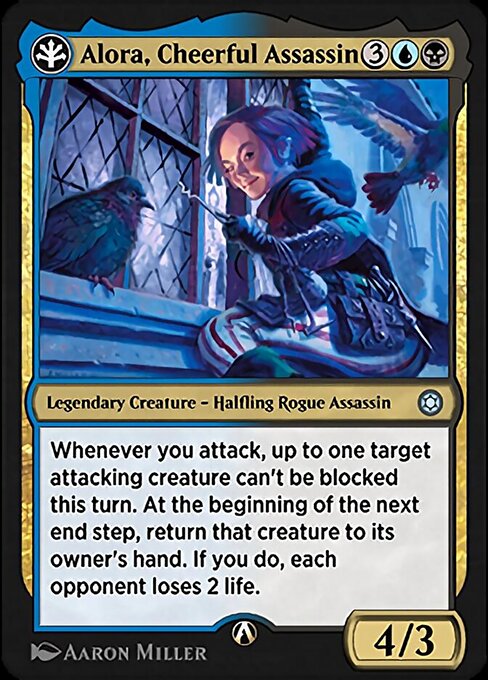 Alora, Cheerful Assassin 3
Legendary Creature – Halfling Rogue Assassin
Whenever you attack, up to one target
attacking creature can't be blocked
this turn. At the beginning of the next
end step, return that creature to its
owner's hand. If you do, each
opponent loses 2 life.
4/3
Aaron Miller